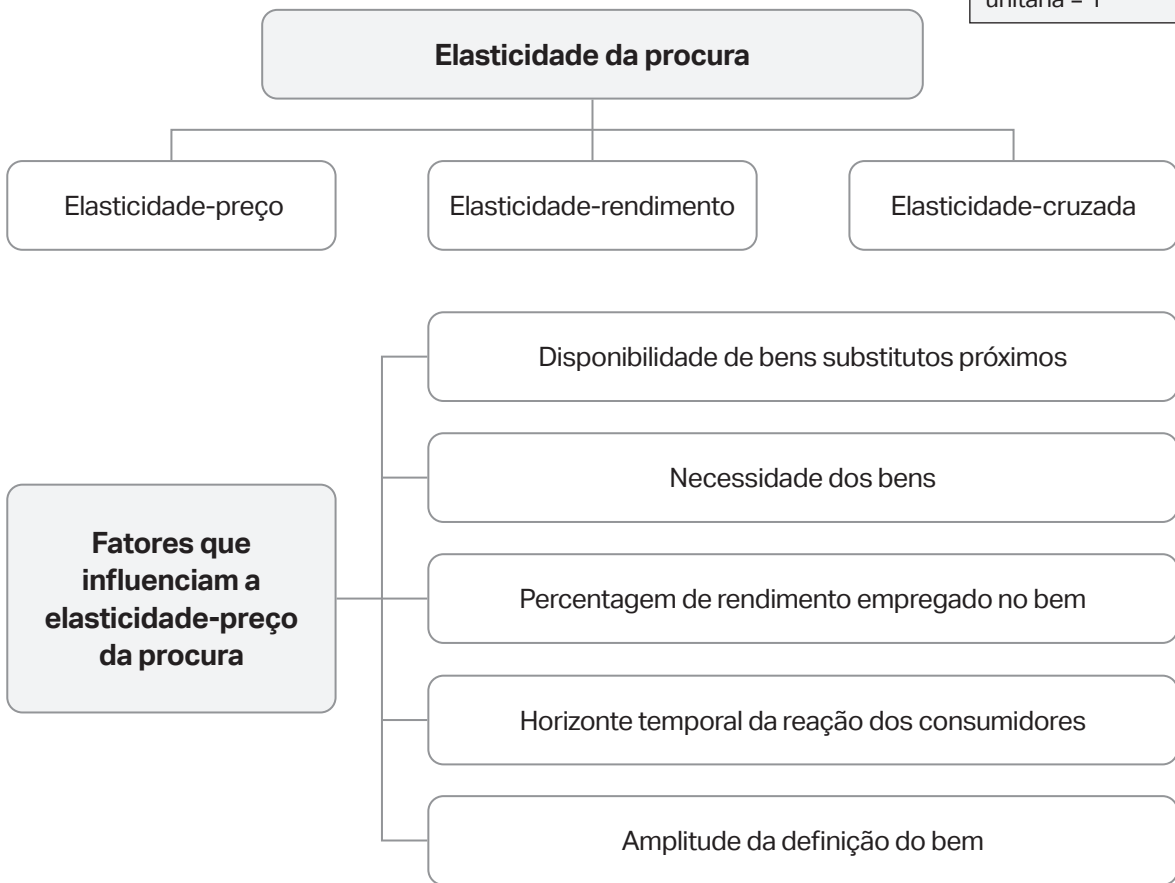 unitária = 1
Elasticidade da procura
Elasticidade-preço
Elasticidade-rendimento
Elasticidade-cruzada
Disponibilidade de bens substitutos próximos
Necessidade dos bens
Fatores que
influenciam a
elasticidade-preço
da procura
Percentagem de rendimento empregado no bem
Horizonte temporal da reação dos consumidores
Amplitude da definição do bem